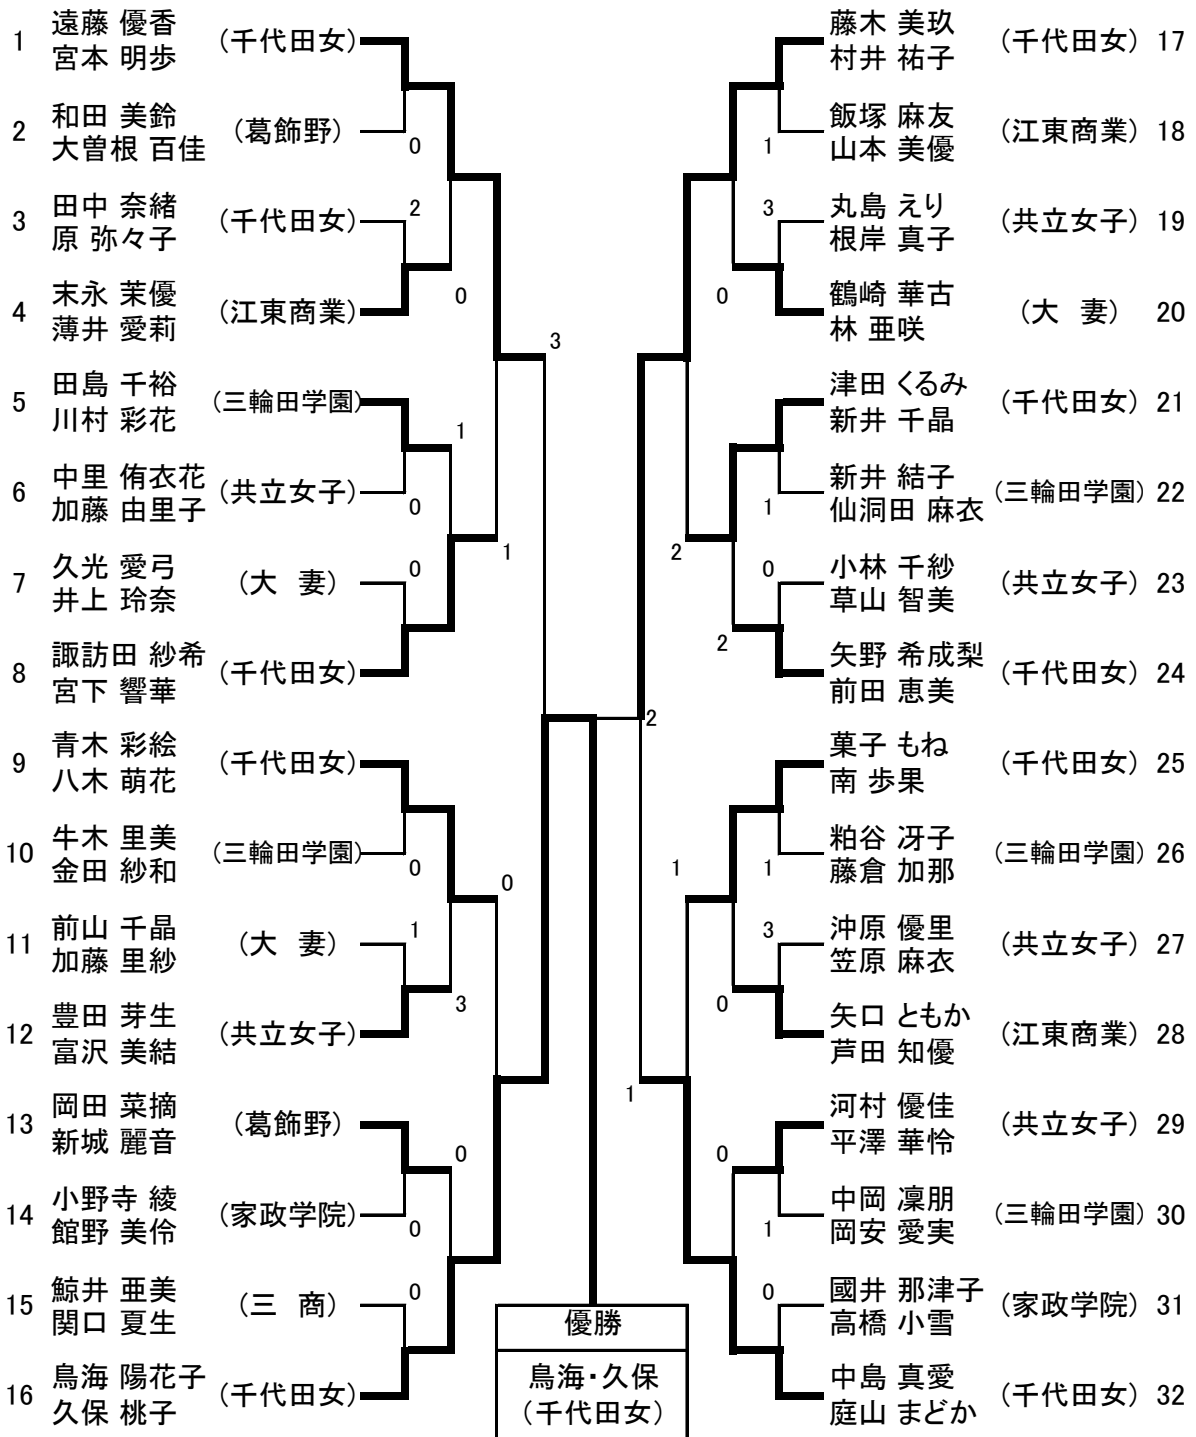 1 遠藤 優香 (千代田女)
宮本 明歩
2 和田 美鈴 (葛飾野)
大曽根 百佳
0
3 田中 奈緒 (千代田女) 2
原 弥々子
4 末永 茉優 (江東商業) 0
薄井 愛莉
3
5 田島 千裕 (三輪田学園) 1
川村 彩花
6 中里 侑衣花 (共立女子) 0
加藤 由里子
1
7 久光 愛弓 (大 妻) 0
井上 玲奈
8 諏訪田 紗希 (千代田女)
宮下 響華
9 青木 彩絵 (千代田女)
八木 萌花
10 牛木 里美 (三輪田学園) 0
金田 紗和
0
11 前山 千晶 (大 妻) 1
加藤 里紗
12 豊田 芽生 (共立女子) 3
富沢 美結
13 岡田 菜摘 (葛飾野) 0
新城 麗音
14 小野寺 綾 (家政学院) 0
館野 美伶
15 鯨井 亜美 (三 商) 0
関口 夏生
16 鳥海 陽花子 (千代田女)
久保 桃子
優勝
鳥海・久保
(千代田女)
藤木 美玖 (千代田女) 17
村井 祐子
1 飯塚 麻友 (江東商業) 18
山本 美優
3 丸島 えり (共立女子) 19
根岸 真子
0 鶴崎 華古 (大 妻) 20
林 亜咲
津田 くるみ (千代田女) 21
新井 千晶
1 新井 結子 (三輪田学園) 22
仙洞田 麻衣
2
0 小林 千紗 (共立女子) 23
草山 智美
2 矢野 希成梨 (千代田女) 24
前田 恵美
2
菓子 もね (千代田女) 25
南 歩果
1 1 粕谷 冴子 (三輪田学園) 26
藤倉 加那
3 沖原 優里 (共立女子) 27
笠原 麻衣
0 矢口 ともか (江東商業) 28
芦田 知優
1
0 河村 優佳 (共立女子) 29
平澤 華怜
1 中岡 凜朋 (三輪田学園) 30
岡安 愛実
0 國井 那津子 (家政学院) 31
高橋 小雪
中島 真愛 (千代田女) 32
庭山 まどか